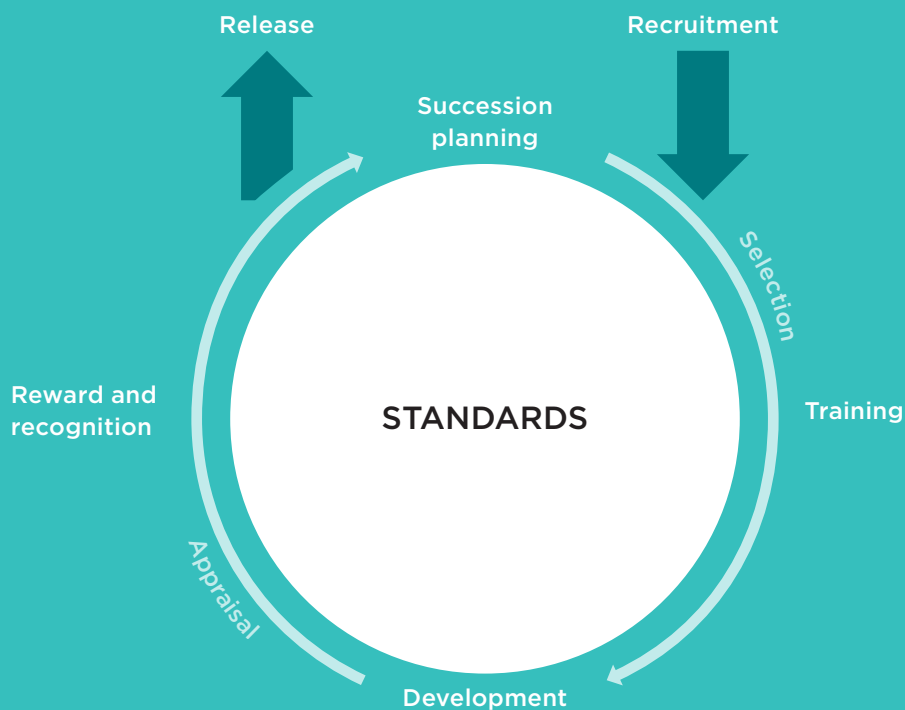 Release
Recruitment
Succession
planning
Selection
Reward and
recognition
STANDARDS
Training
Appraisal
Development